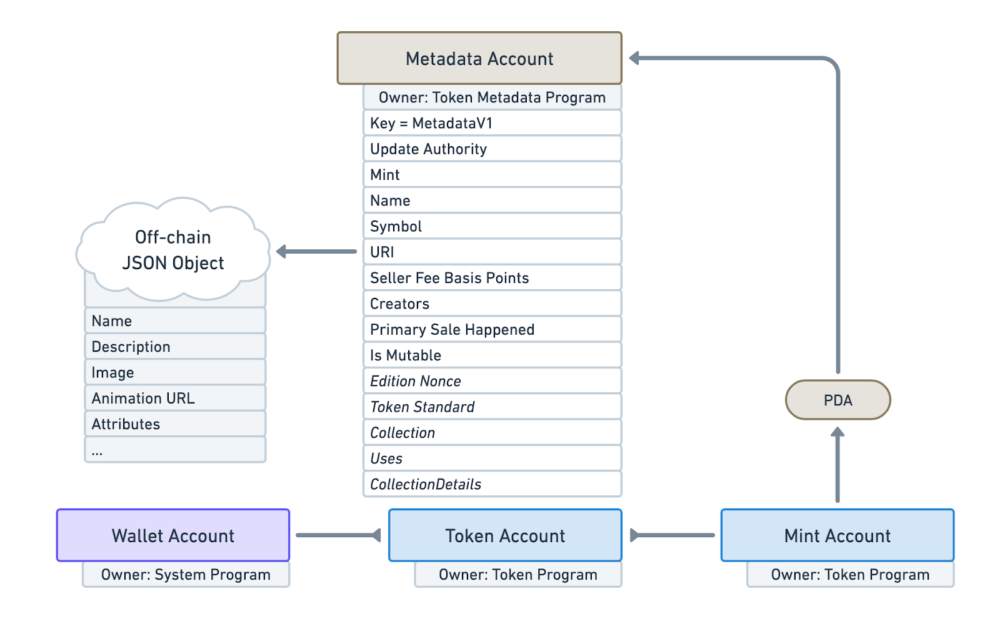 Metadata Account
Owner: Token Metadata Program
Key = MetadataV1
Update Authority
Mint
Name
Symbol
URI
Seller Fee Basis Points
Creators
Primary Sale Happened
Is Mutable
Edition Nonce
Token Standard
Collection
Uses
CollectionDetails
Off-chain
JSON Object
Name
Description
Image
Animation URL
Attributes
...
PDA
Wallet Account
Owner: System Program
Token Account
Owner: Token Program
Mint Account
Owner: Token Program